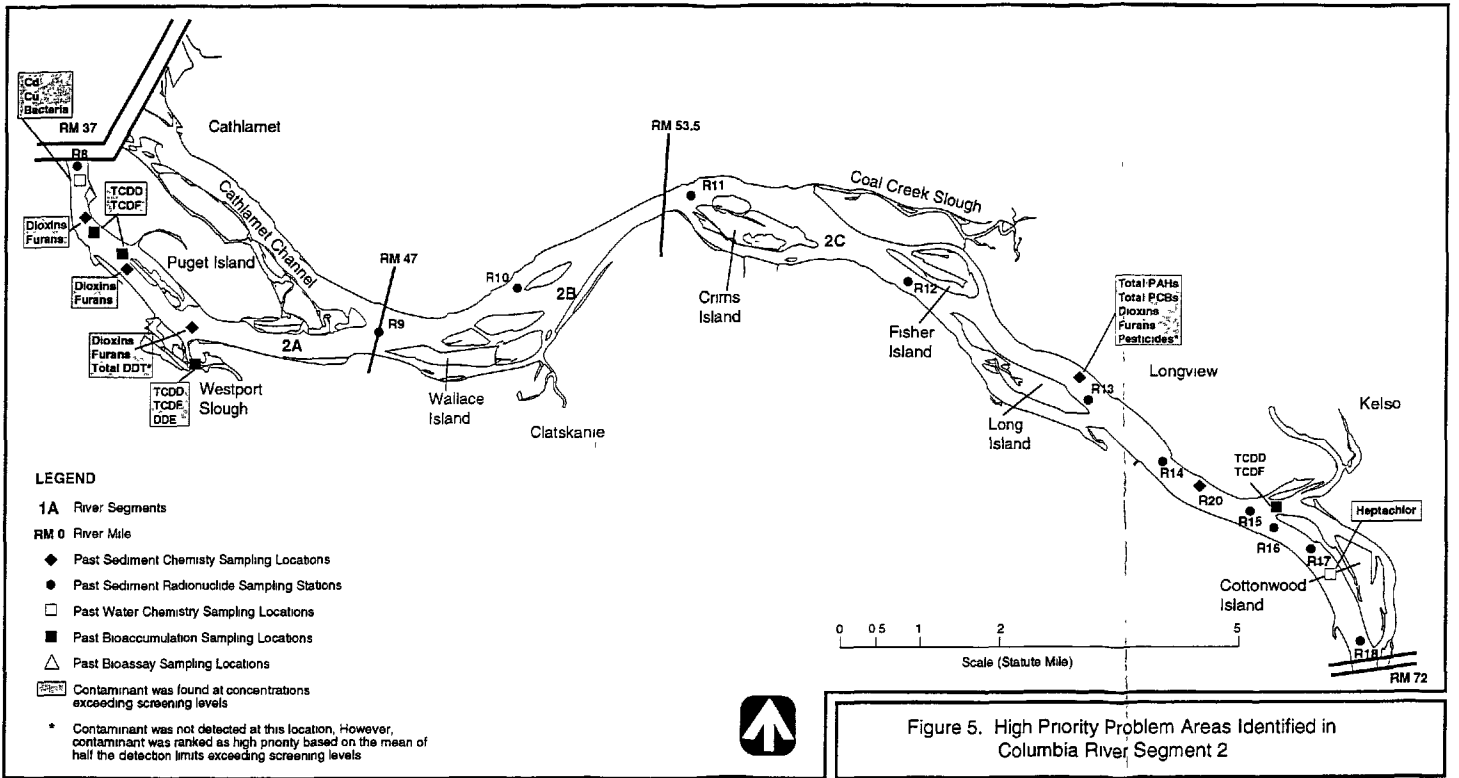 Cd
Cu
Bacteria
RM 37
Cathlamet
R8
TCDD
TCDF
Dioxins
Furans
Cathlamet Channel
Puget Island
Dioxins
Furans
RM 47
R9
2A
Dioxins
Furans
Total DDT*
TCDD
TCDF
DDE
Westport
Slough
R10
2B
Wallace
Island
Clatskanie
RM 53.5
R11
Coal Creek Slough
2C
Crims
Island
R12
Fisher
Island
Total PAHs
Total PCBs
Dioxins
Furans
Pesticides*
R13
Longview
Long
Island
Kelso
R14
R20
TCDD
TCDF
R15
R16
Heptachlor
R17
Cottonwood
Island
R18
RM 72
LEGEND
1A River Segments
RM 0 River Mile
Past Sediment Chemisty Sampling Locations
Past Sediment Radionuclide Sampling Stations
Past Water Chemistry Sampling Locations
Past Bioaccumulation Sampling Locations
Past Bioassay Sampling Locations
Contaminant was found at concentrations
exceeding screening levels
* Contaminant was not detected at this location, However,
contaminant was ranked as high priority based on the mean of
half the detection limits exceeding screening levels
0 0 5 1 2 5
Scale (Statute Mile)
Figure 5. High Priority Problem Areas Identified in
Columbia River Segment 2